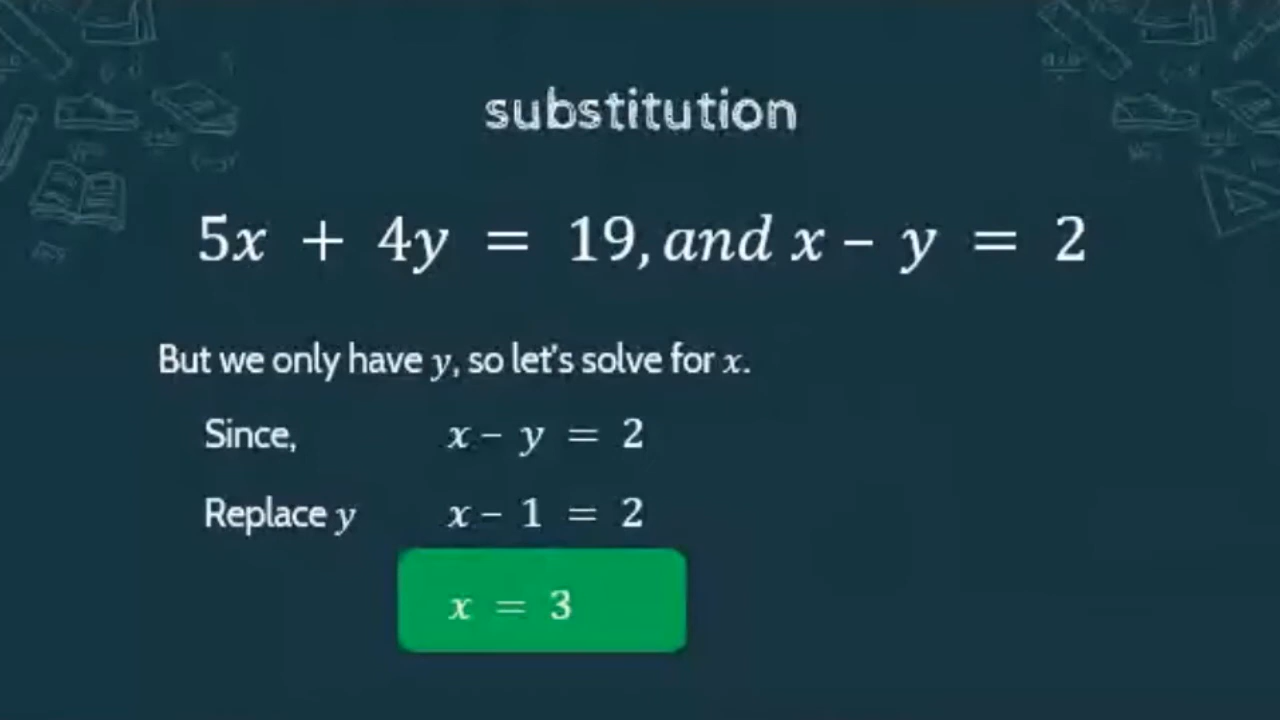 substitution
5x + 4y = 19, and x – y = 2
But we only have y, so let's solve for x.
Since, x – y = 2
Replace y x – 1 = 2
x = 3